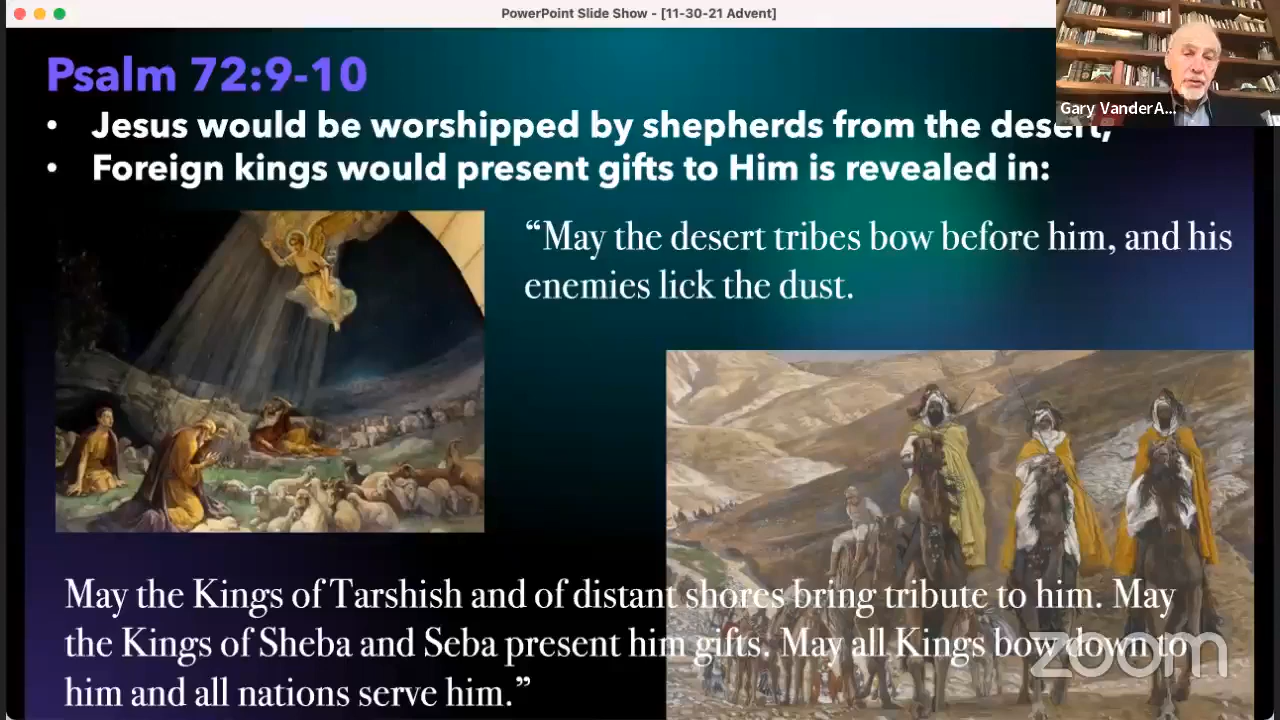 PowerPoint Slide Show - [11-30-21 Advent]
Psalm 72:9-10
• Jesus would be worshipped by shepherds from the desert,
• Foreign kings would present gifts to Him is revealed in:
Gary VanderA...
“May the desert tribes bow before him, and his
enemies lick the dust.
May the Kings of Tarshish and of distant shores bring tribute to him. May
the Kings of Sheba and Seba present him gifts. May all Kings bow down to
him and all nations serve him.”
zoom